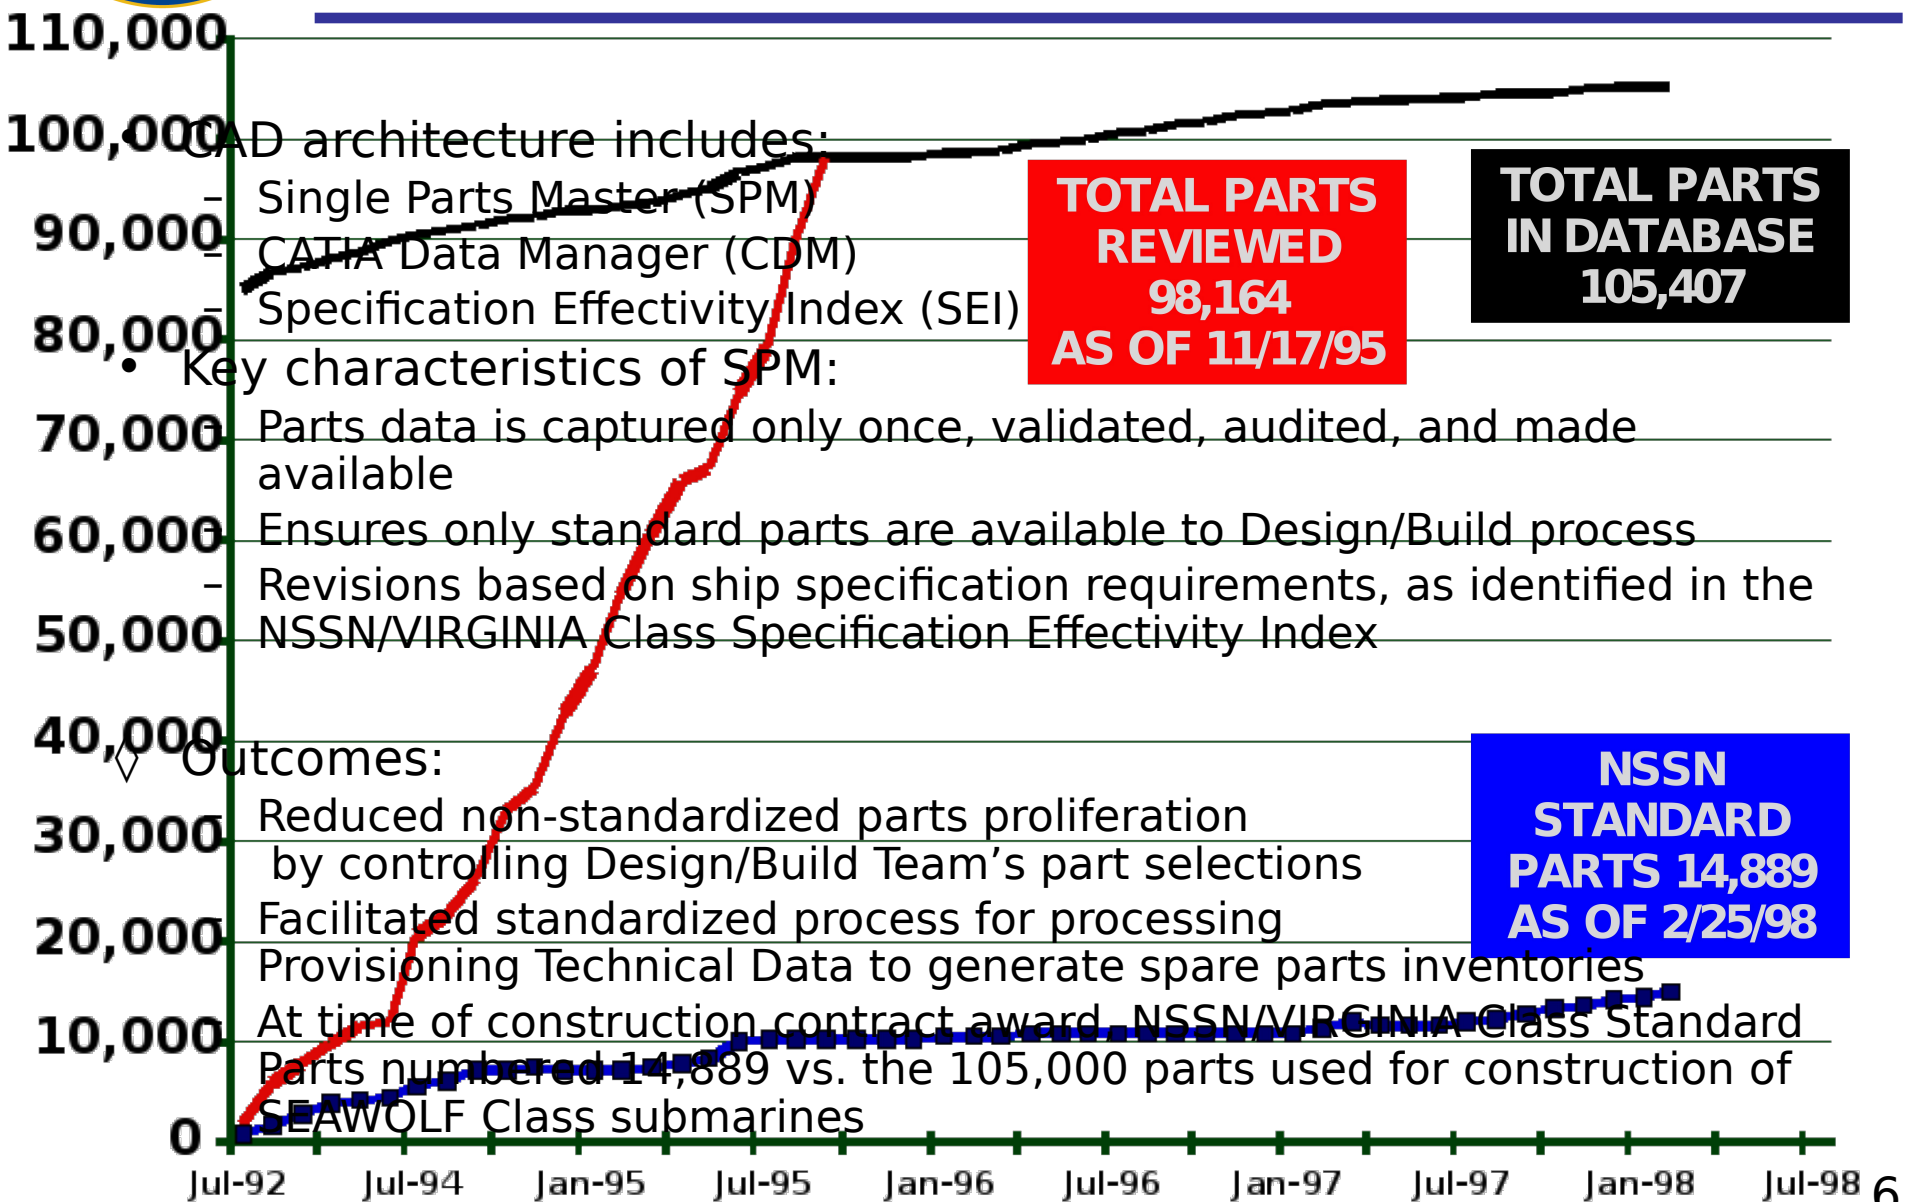 110,000
100,000
90,000
80,000
70,000
60,000
50,000
40,000
30,000
20,000
10,000
0
• CAD architecture includes:
– Single Parts Master (SPM)
– CATIA Data Manager (CDM)
– Specification Effectivity Index (SEI)
• Key characteristics of SPM:
– Parts data is captured only once, validated, audited, and made
available
– Ensures only standard parts are available to Design/Build process
– Revisions based on ship specification requirements, as identified in the
NSSN/VIRGINIA Class Specification Effectivity Index
◊ Outcomes:
– Reduced non-standardized parts proliferation
by controlling Design/Build Team’s part selections
– Facilitated standardized process for processing
Provisioning Technical Data to generate spare parts inventories
– At time of construction contract award, NSSN/VIRGINIA Class Standard
Parts numbered 14,889 vs. the 105,000 parts used for construction of
SEAWOLF Class submarines
TOTAL PARTS
REVIEWED
98,164
AS OF 11/17/95
TOTAL PARTS
IN DATABASE
105,407
NSSN
STANDARD
PARTS 14,889
AS OF 2/25/98
Jul-92 Jul-94 Jan-95 Jul-95 Jan-96 Jul-96 Jan-97 Jul-97 Jan-98 Jul-98
6